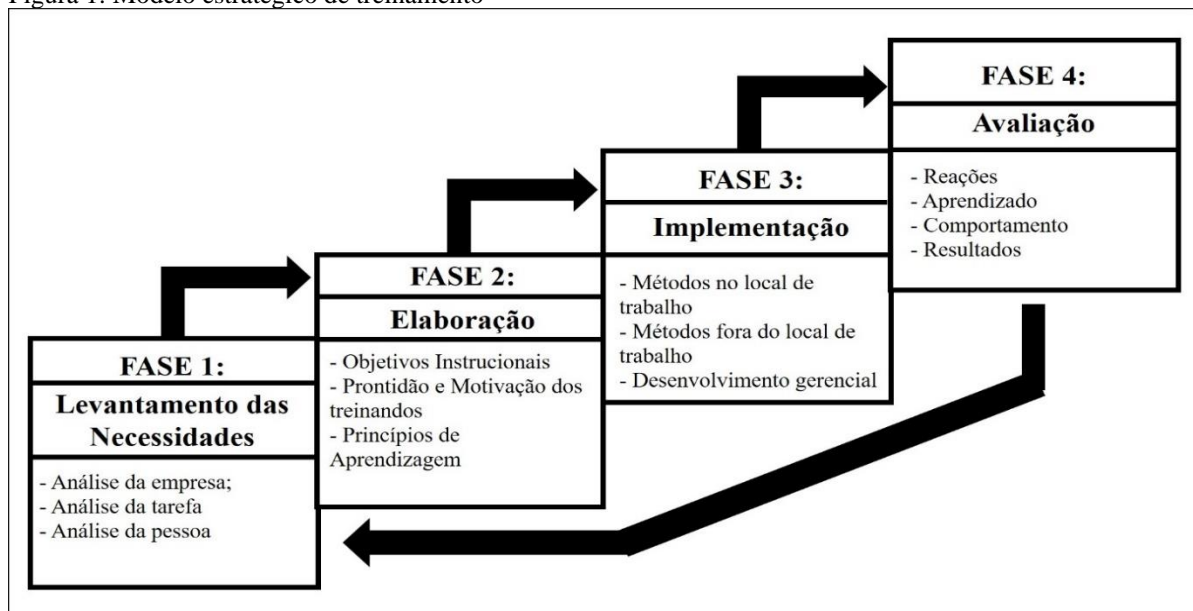 Figura 1: Modelo estratégico de treinamento
FASE 1:
Levantamento das
Necessidades
- Análise da empresa;
- Análise da tarefa
- Análise da pessoa
FASE 2:
Elaboração
- Objetivos Instrucionais
- Prontidão e Motivação dos
treinandos
- Princípios de
Aprendizagem
FASE 3:
Implementação
- Métodos no local de
trabalho
- Métodos fora do local de
trabalho
- Desenvolvimento gerencial
FASE 4:
Avaliação
- Reações
- Aprendizado
- Comportamento
- Resultados